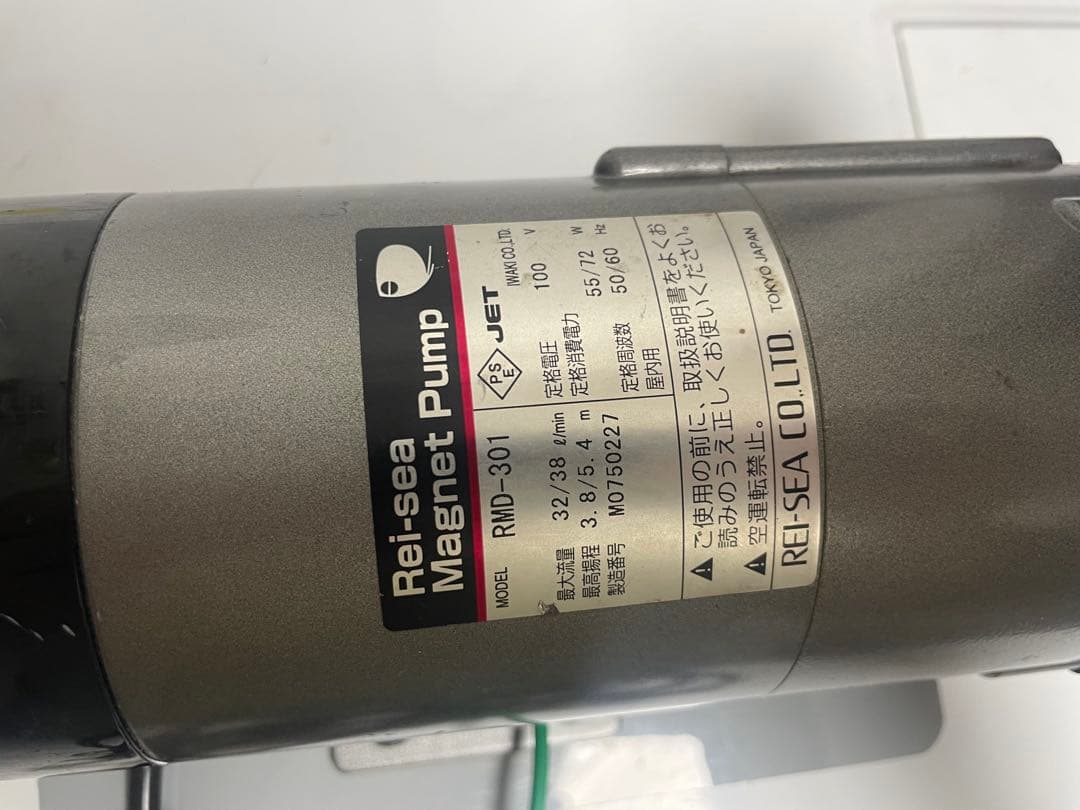 Rei-sea
Magnet Pump
MODEL RMD-301
最大流量 32/38 ℓ/min
最高揚程 3.8/5.4 m
製造番号 M0750227
PS
E
JET
IWAKI CO.,LTD.
定格電圧 100 V
定格消費電力 55/72 W
定格周波数 50/60 Hz
屋内用
ご使用の前に、取扱説明書をよくお
読みのうえ正しくお使いください。
空運転禁止。
REI-SEA CO.,LTD. TOKYO JAPAN